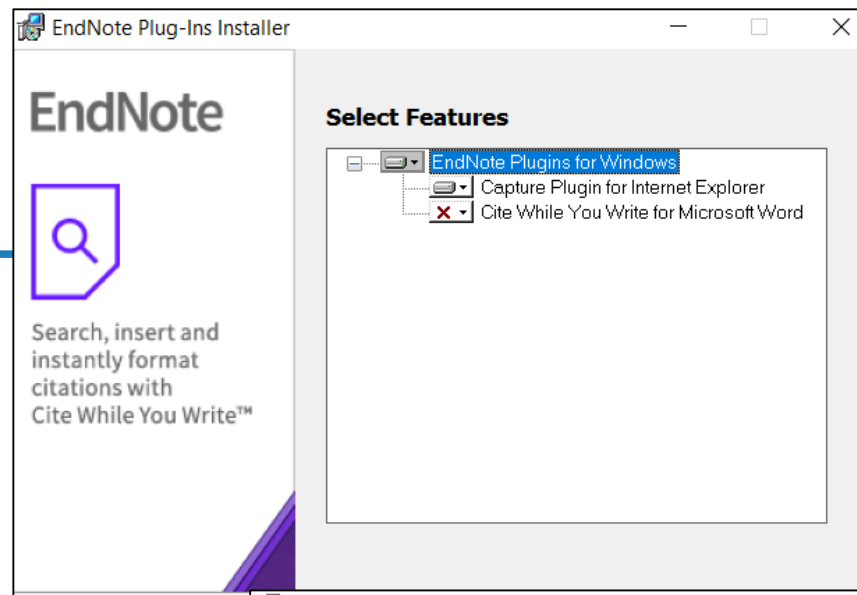 EndNote Plug-Ins Installer
EndNote
Select Features
EndNote Plugins for Windows
Capture Plugin for Internet Explorer
Cite While You Write for Microsoft Word
Search, insert and
instantly format
citations with
Cite While You Write™